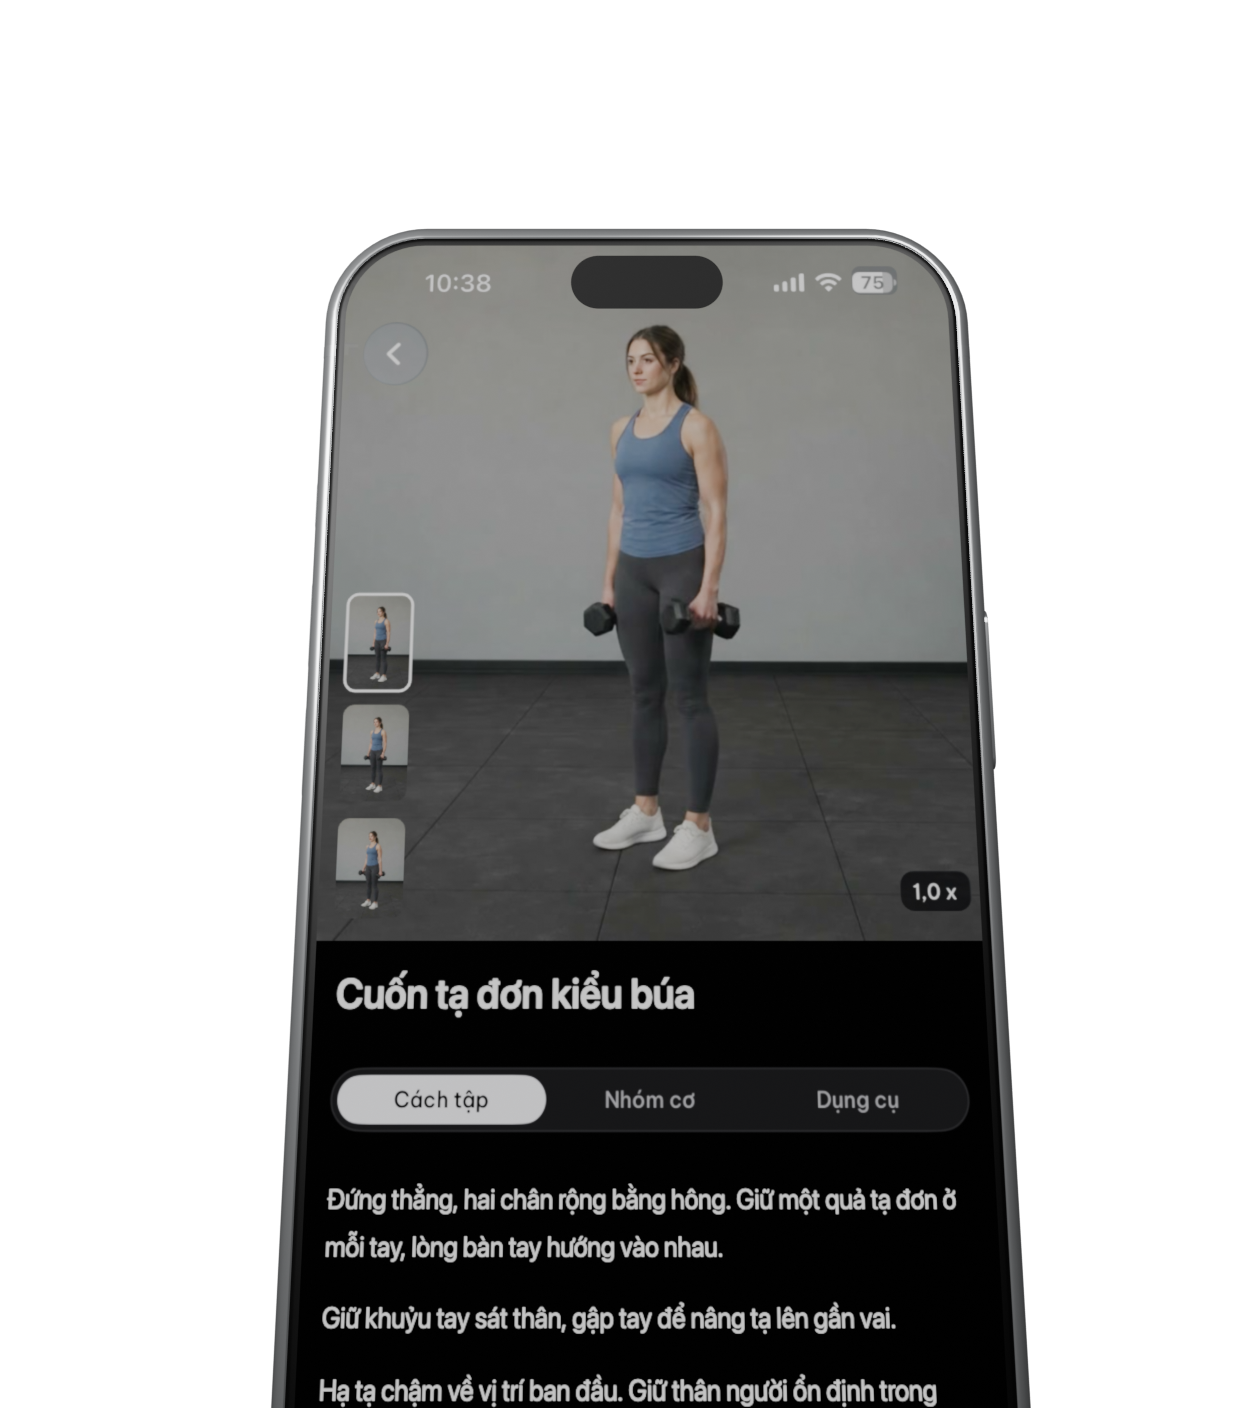 10:38
75
1,0 x
Cuốn tạ đơn kiểu búa
Cách tập
Nhóm cơ
Dụng cụ
Đứng thẳng, hai chân rộng bằng hông. Giữ một quả tạ đơn ở
mỗi tay, lòng bàn tay hướng vào nhau.
Giữ khuỷu tay sát thân, gập tay để nâng tạ lên gần vai.
Hạ tạ chậm về vị trí ban đầu. Giữ thân người ổn định trong